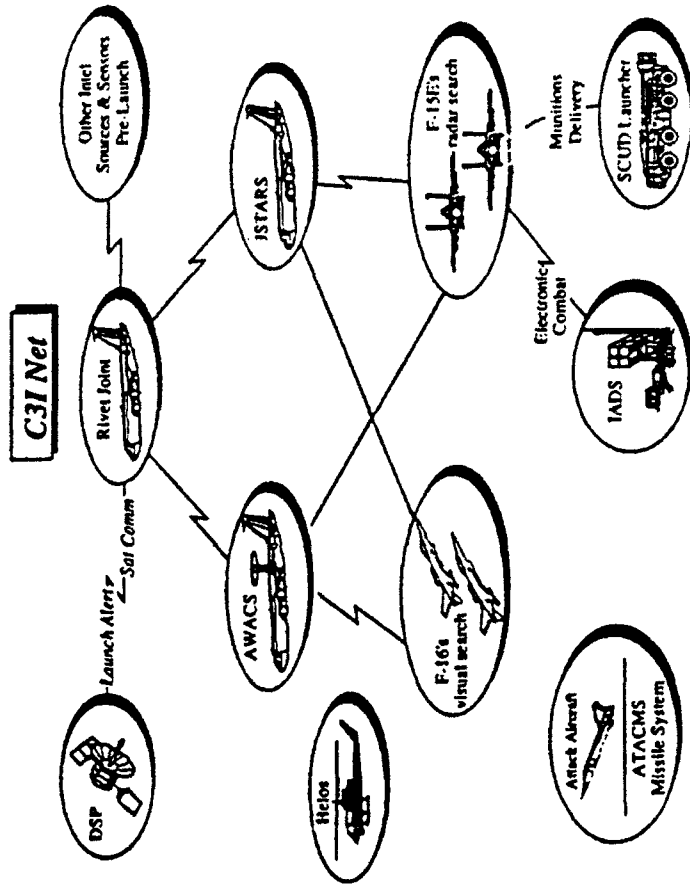 C3I Net
DSP
Launch Alert
Sat Comm
Rivet Joint
Other Intel
Sources & Sensors
Pre-Launch
AWACS
JSTARS
Helos
F-16's
visual search
F-15E's
radar search
Electronic
Combat
Munitions
Delivery
Attack Aircraft
ATACMS
Missile System
IADS
SCUD Launcher